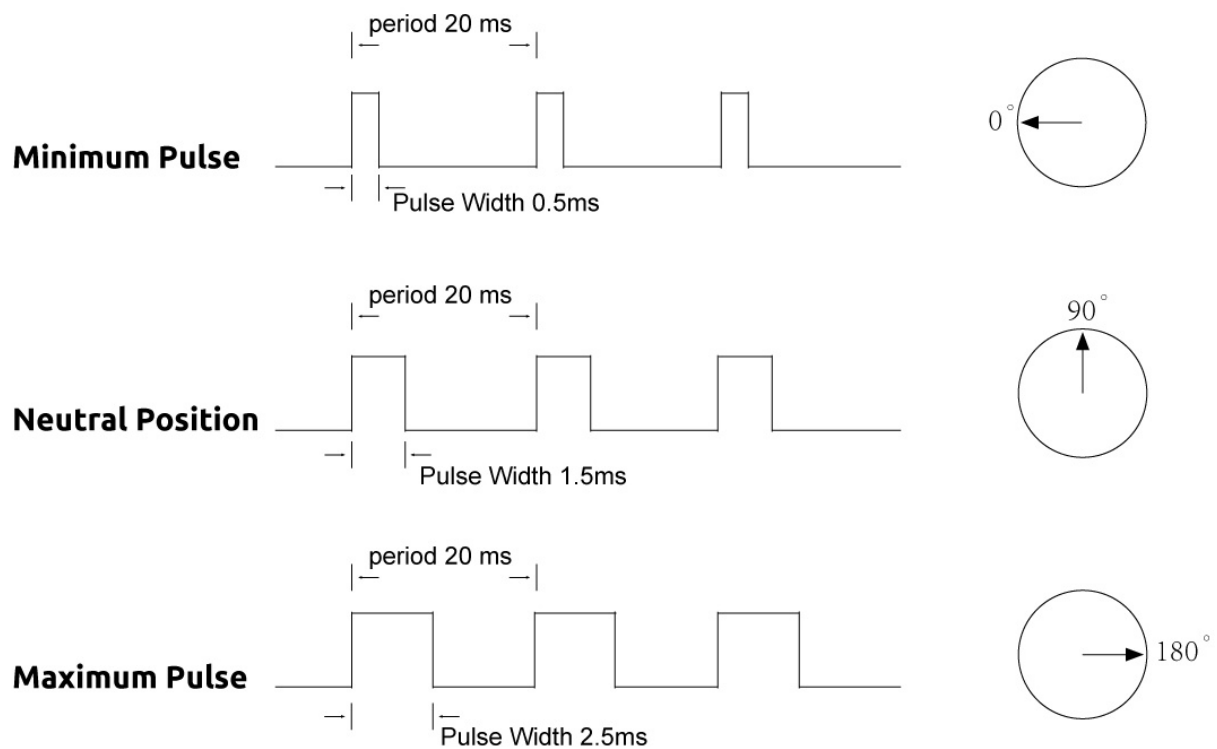 period 20 ms
0°
Minimum Pulse
Pulse Width 0.5ms
period 20 ms
90°
Neutral Position
Pulse Width 1.5ms
period 20 ms
180°
Maximum Pulse
Pulse Width 2.5ms